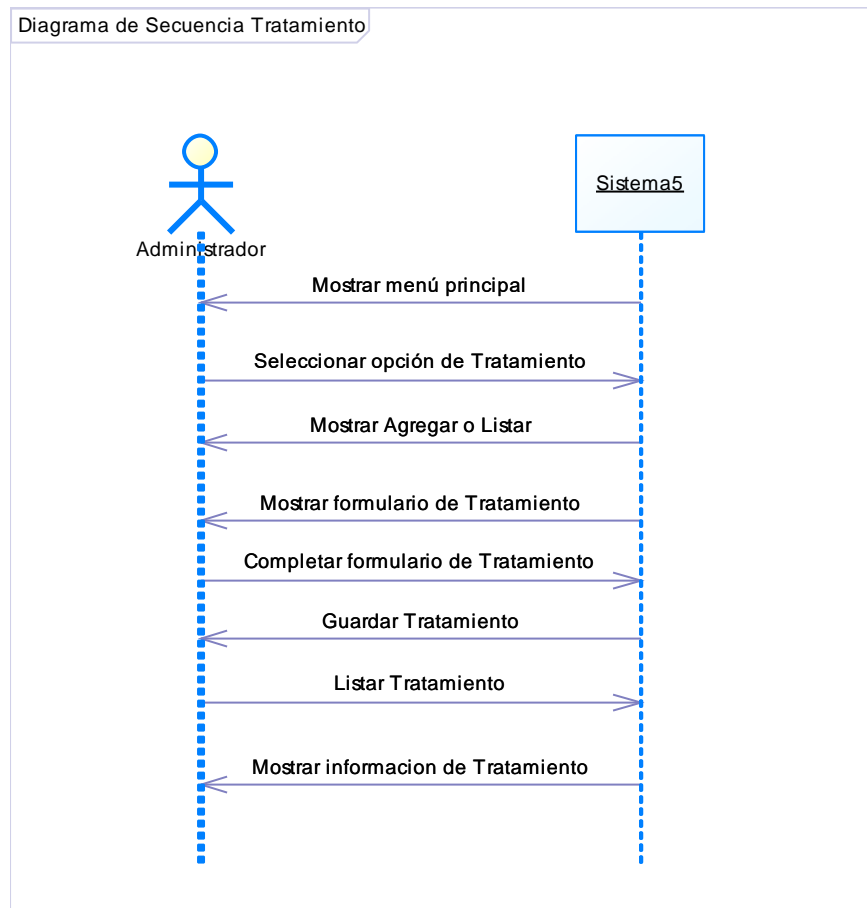 Diagrama de Secuencia Tratamiento
Sistema5
Administrador
Mostrar menú principal
Seleccionar opción de Tratamiento
Mostrar Agregar o Listar
Mostrar formulario de Tratamiento
Completar formulario de Tratamiento
Guardar Tratamiento
Listar Tratamiento
Mostrar informacion de Tratamiento